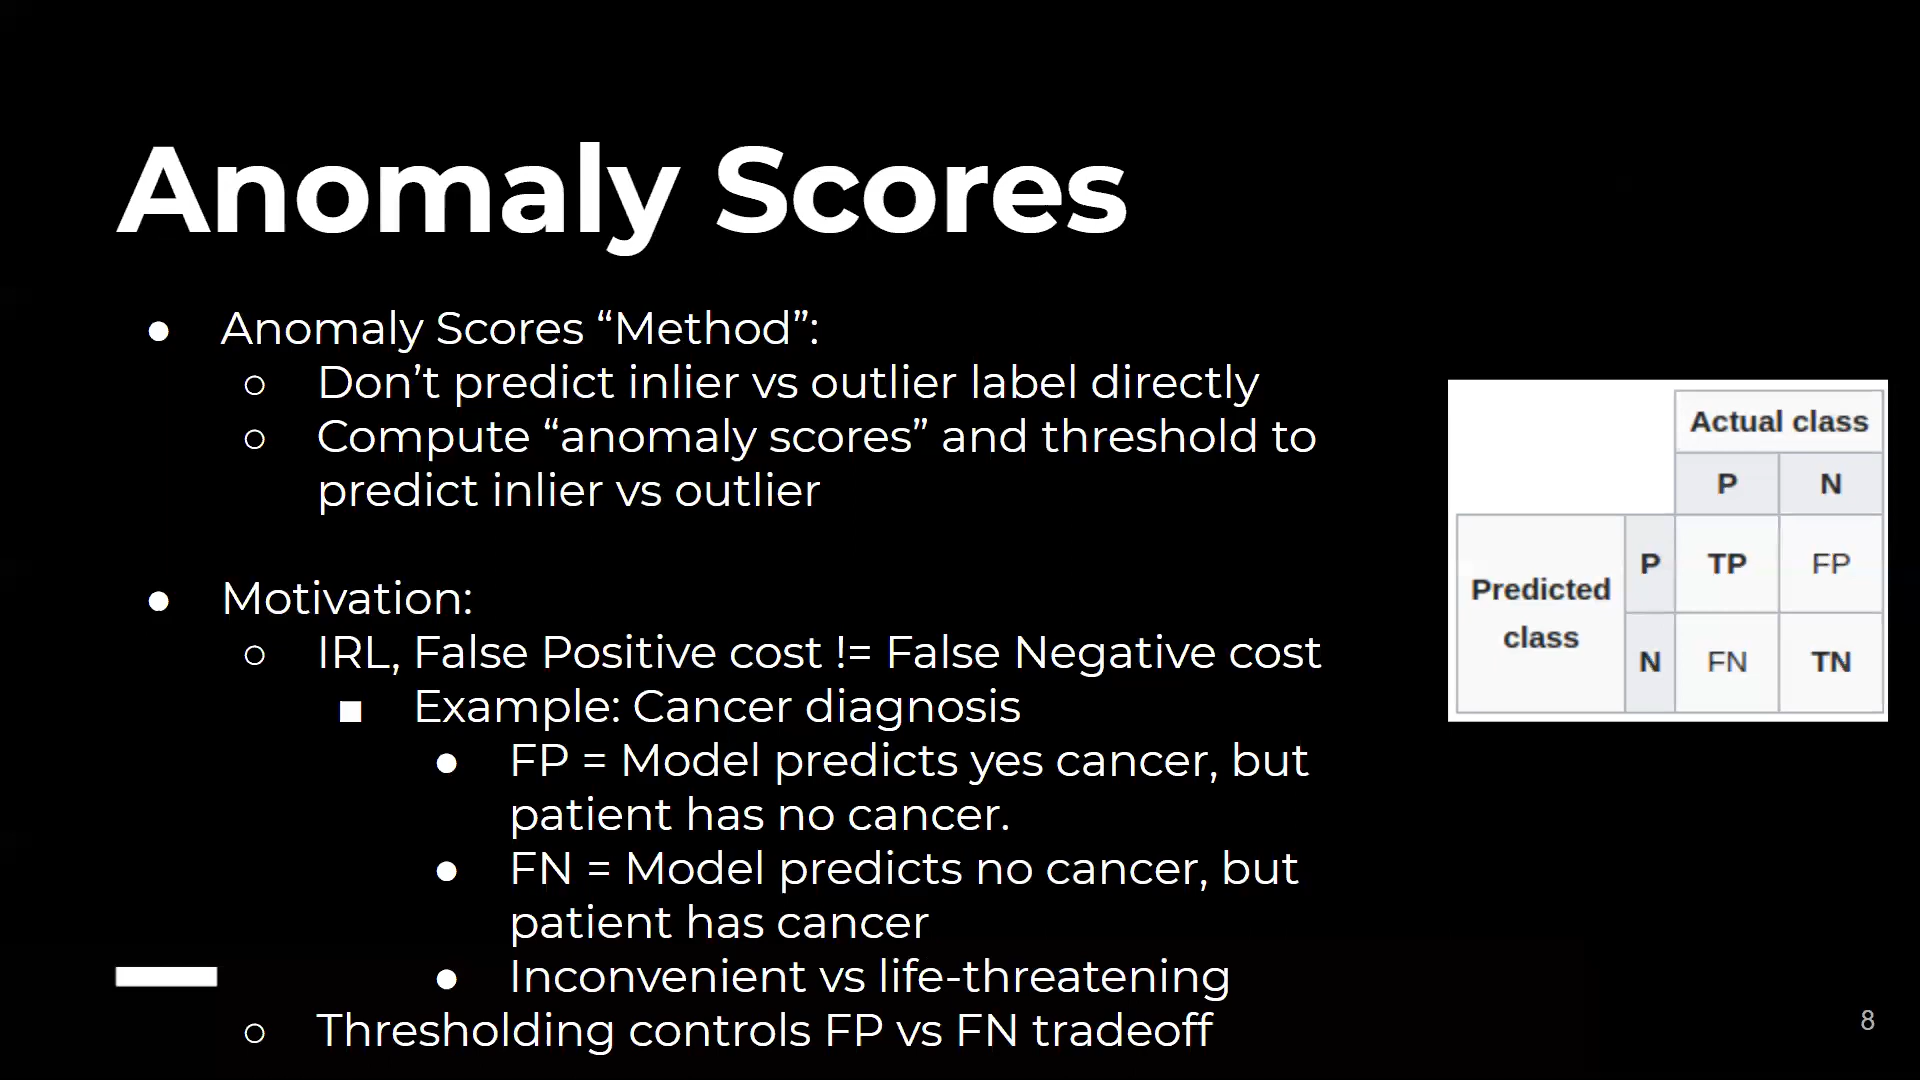 Anomaly Scores
● Anomaly Scores “Method”:
○ Don’t predict inlier vs outlier label directly
○ Compute “anomaly scores” and threshold to
predict inlier vs outlier
● Motivation:
○ IRL, False Positive cost != False Negative cost
■ Example: Cancer diagnosis
● FP = Model predicts yes cancer, but
patient has no cancer.
● FN = Model predicts no cancer, but
patient has cancer
● Inconvenient vs life-threatening
○ Thresholding controls FP vs FN tradeoff
Actual class
P N
Predicted
class
P TP FP
N FN TN
8